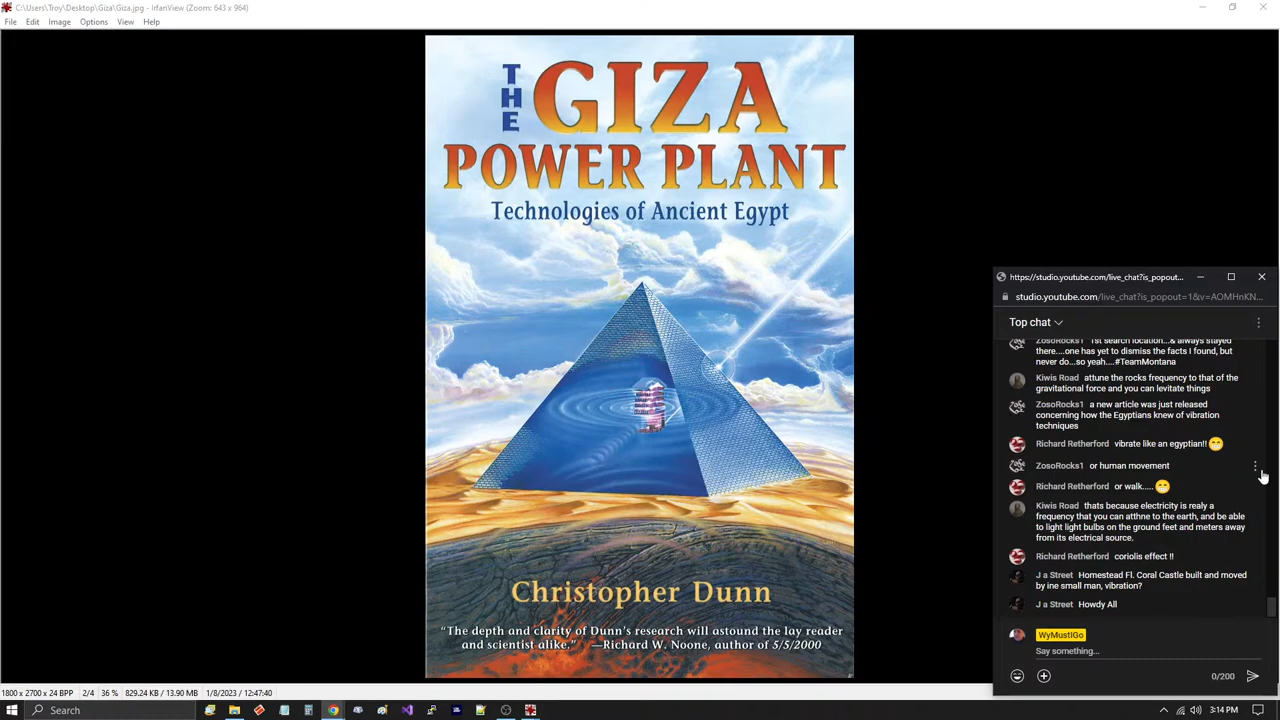 C:\Users\Troy\Desktop\Giza\Giza.jpg - IrfanView (Zoom: 643 x 964)
File Edit Image Options View Help
THE GIZA
POWER PLANT
Technologies of Ancient Egypt
Christopher Dunn
“The depth and clarity of Dunn's research will astound the lay reader
and scientist alike.” —Richard W. Noone, author of 5/5/2000
https://studio.youtube.com/live_chat?is_popout...
studio.youtube.com/live_chat?is_popout=1&v=AOMHnKN...
Top chat
ZosoRocks1 1st search location...& always stayed
there....one has yet to dismiss the facts I found, but
never do...so yeah....#TeamMontana
Kiwis Road attune the rocks frequency to that of the
gravitational force and you can levitate things
ZosoRocks1 a new article was just released
concerning how the Egyptians knew of vibration
techniques
Richard Retherford vibrate like an egyptian!! 😁
ZosoRocks1 or human movement
Richard Retherford or walk..... 😁
Kiwis Road thats because electricity is realy a
frequency that you can atthne to the earth, and be able
to light light bulbs on the ground feet and meters away
from its electrical source.
Richard Retherford coriolis effect !!
J a Street Homestead Fl. Coral Castle built and moved
by ine small man, vibration?
J a Street Howdy All
WyMustIGo
Say something...
0/200
1800 x 2700 x 24 BPP 2/4 36 % 829.24 KB / 13.90 MB 1/8/2023 / 12:47:40
Search
3:14 PM